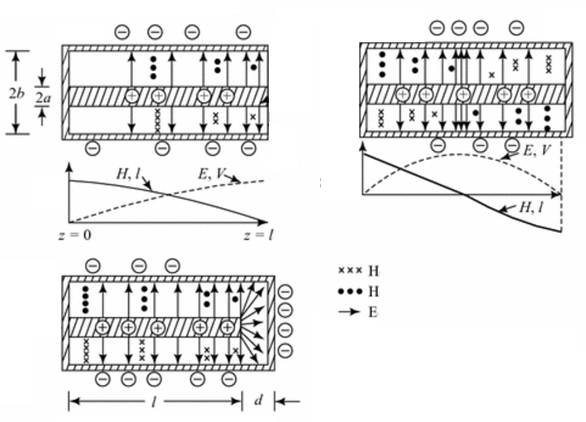 2b
2a
H, l
E, V
z = 0
z = l
E, V
H, l
××× H
••• H
→ E
l
d